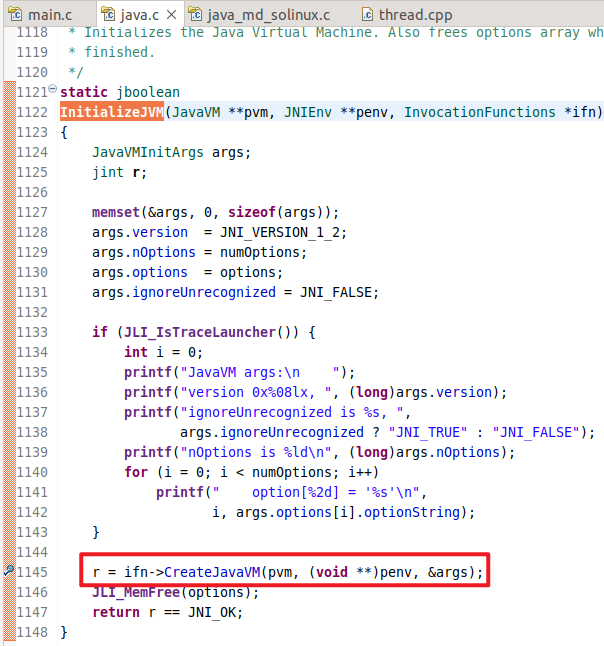 main.c java.c java_md_solinux.c thread.cpp
1118 * Initializes the Java Virtual Machine. Also frees options array wh
1119 * finished.
1120 */
1121 static jboolean
1122 InitializeJVM(JavaVM **pvm, JNIEnv **penv, InvocationFunctions *ifn)
1123 {
1124     JavaVMInitArgs args;
1125     jint r;
1126
1127     memset(&args, 0, sizeof(args));
1128     args.version  = JNI_VERSION_1_2;
1129     args.nOptions = numOptions;
1130     args.options  = options;
1131     args.ignoreUnrecognized = JNI_FALSE;
1132
1133     if (JLI_IsTraceLauncher()) {
1134         int i = 0;
1135         printf("JavaVM args:\n    ");
1136         printf("version 0x%08lx, ", (long)args.version);
1137         printf("ignoreUnrecognized is %s, ",
1138                args.ignoreUnrecognized ? "JNI_TRUE" : "JNI_FALSE");
1139         printf("nOptions is %ld\n", (long)args.nOptions);
1140         for (i = 0; i < numOptions; i++)
1141             printf("    option[%2d] = '%s'\n",
1142                    i, args.options[i].optionString);
1143     }
1144
1145     r = ifn->CreateJavaVM(pvm, (void **)penv, &args);
1146     JLI_MemFree(options);
1147     return r == JNI_OK;
1148 }